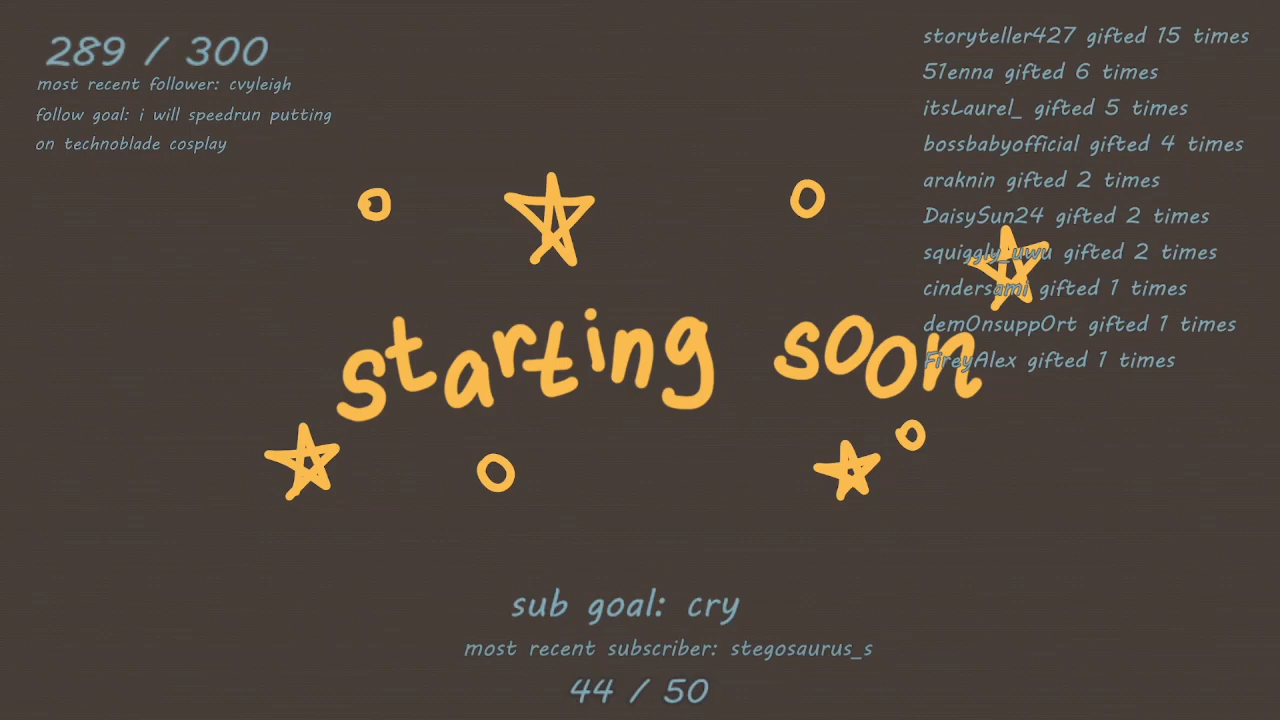 289 / 300
most recent follower: cvyleigh
follow goal: i will speedrun putting
on technoblade cosplay
storyteller427 gifted 15 times
51enna gifted 6 times
itsLaurel_ gifted 5 times
bossbabyofficial gifted 4 times
araknin gifted 2 times
DaisySun24 gifted 2 times
squiggly_uwu gifted 2 times
cindersami gifted 1 times
dem0nsupp0rt gifted 1 times
FireyAlex gifted 1 times
starting soon
sub goal: cry
most recent subscriber: stegosaurus_s
44 / 50